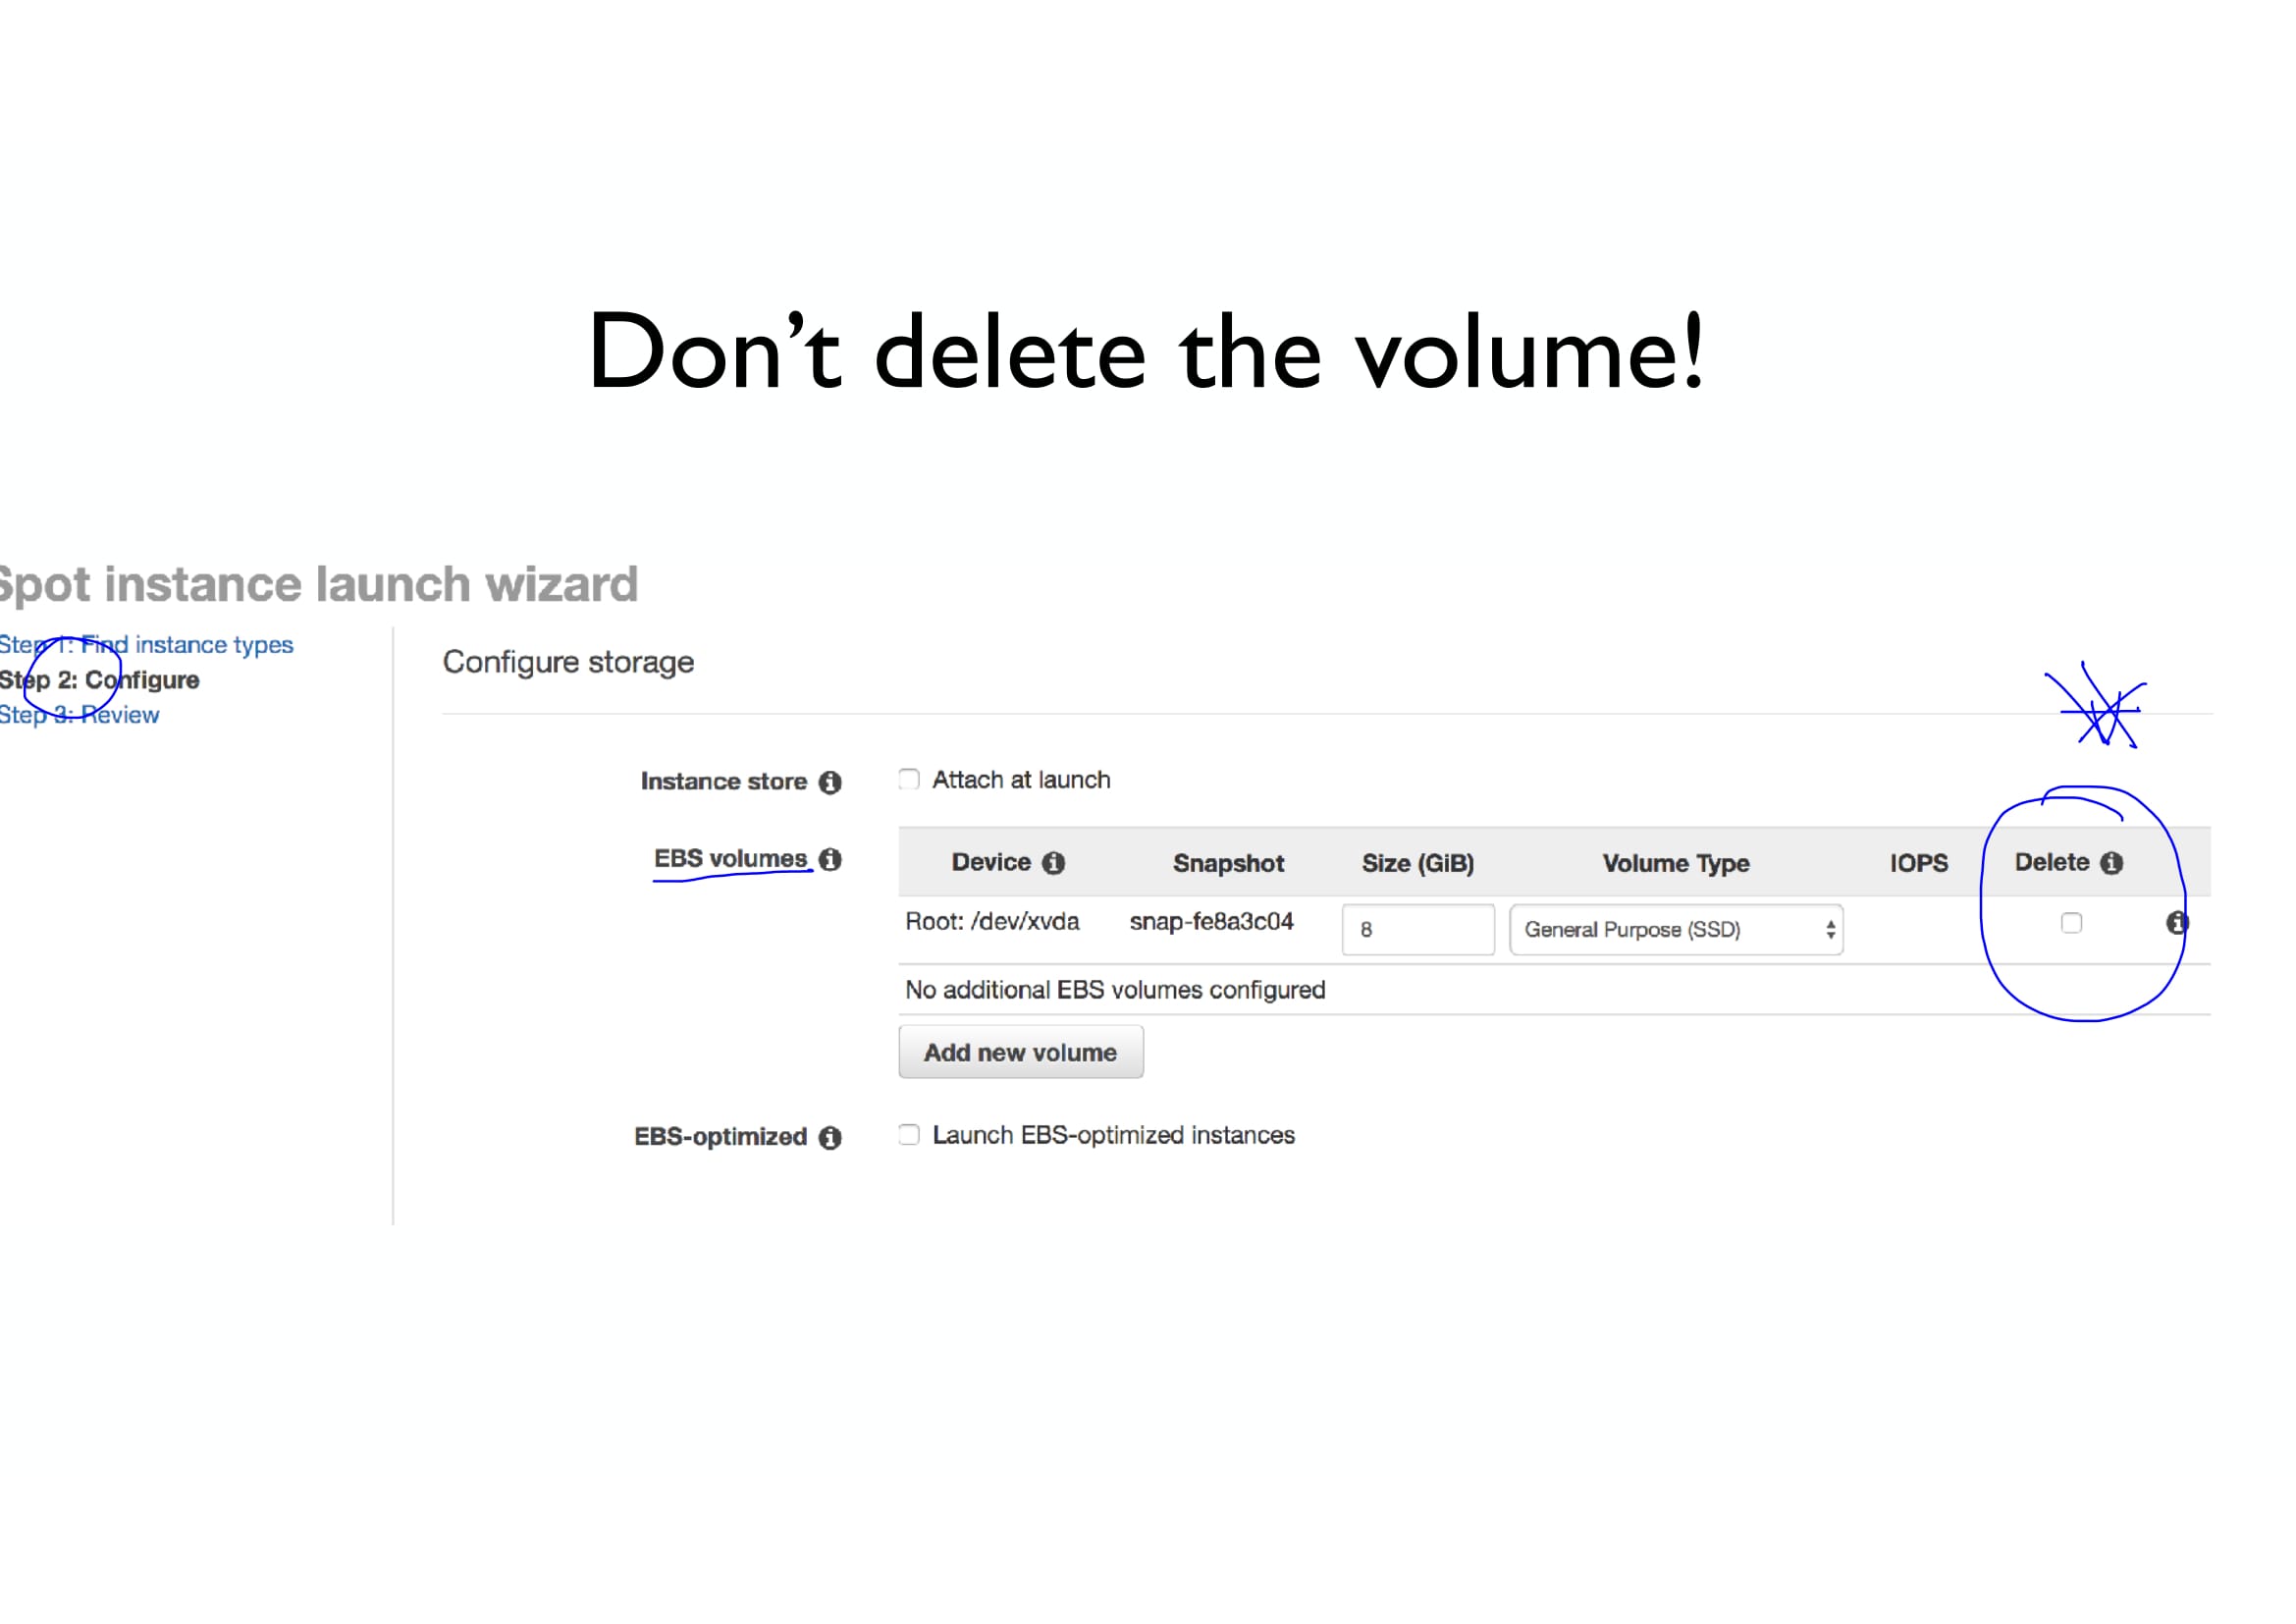 Don't delete the volume!
Spot instance launch wizard
Step 1: Find instance types
Step 2: Configure
Step 3: Review
Configure storage
Instance store Attach at launch
EBS volumes Device Snapshot Size (GiB) Volume Type IOPS Delete
Root: /dev/xvda snap-fe8a3c04 8 General Purpose (SSD)
No additional EBS volumes configured
Add new volume
EBS-optimized Launch EBS-optimized instances